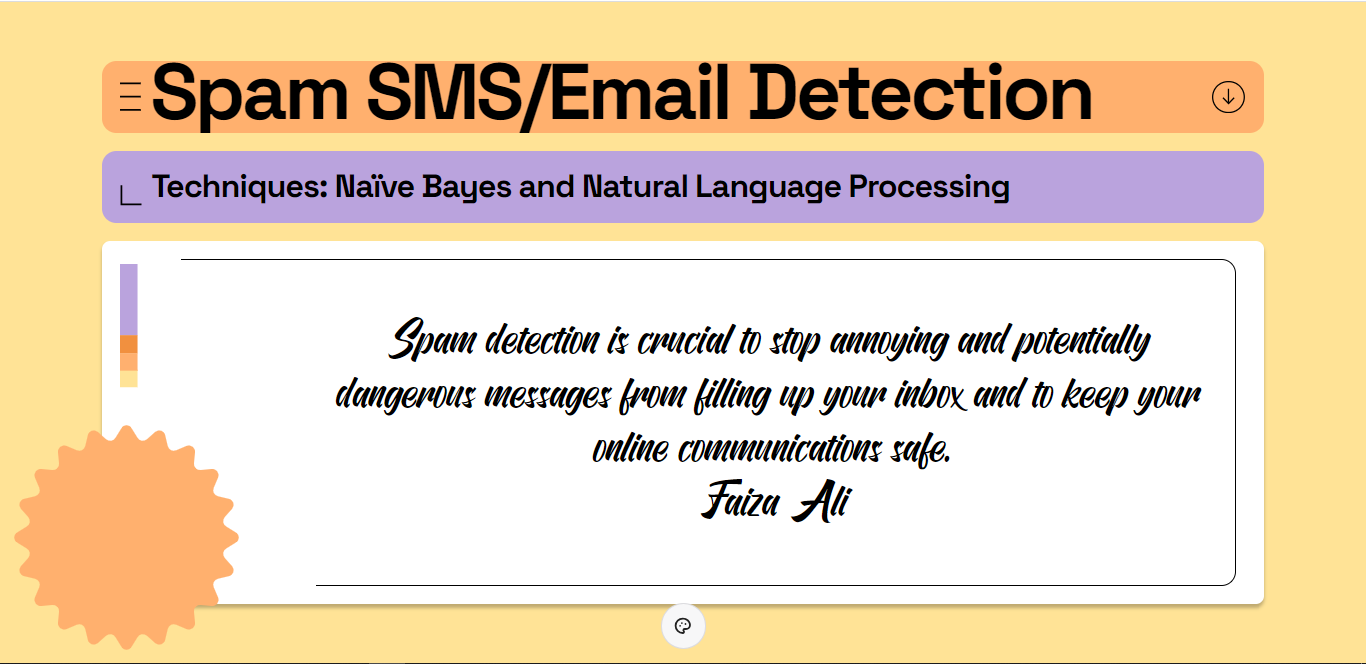 Spam SMS/Email Detection
Techniques: Naïve Bayes and Natural Language Processing
Spam detection is crucial to stop annoying and potentially
dangerous messages from filling up your inbox and to keep your
online communications safe.
Faiza Ali